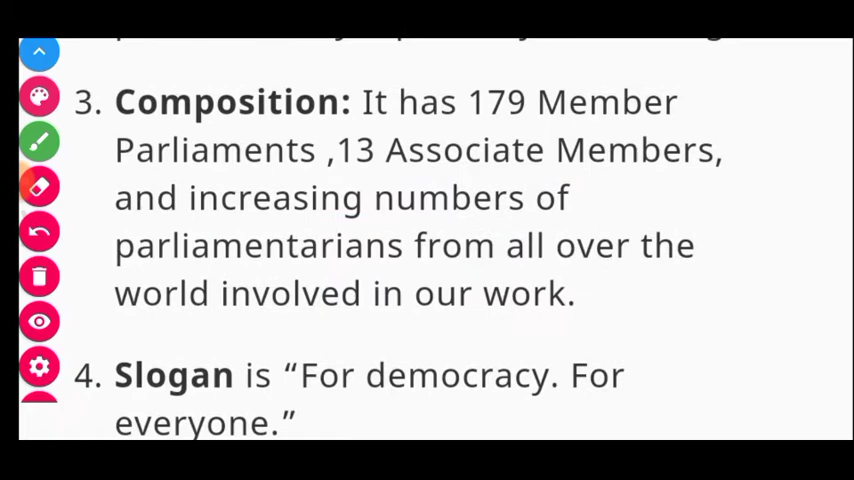 3. Composition: It has 179 Member
Parliaments ,13 Associate Members,
and increasing numbers of
parliamentarians from all over the
world involved in our work.
4. Slogan is “For democracy. For
everyone.”